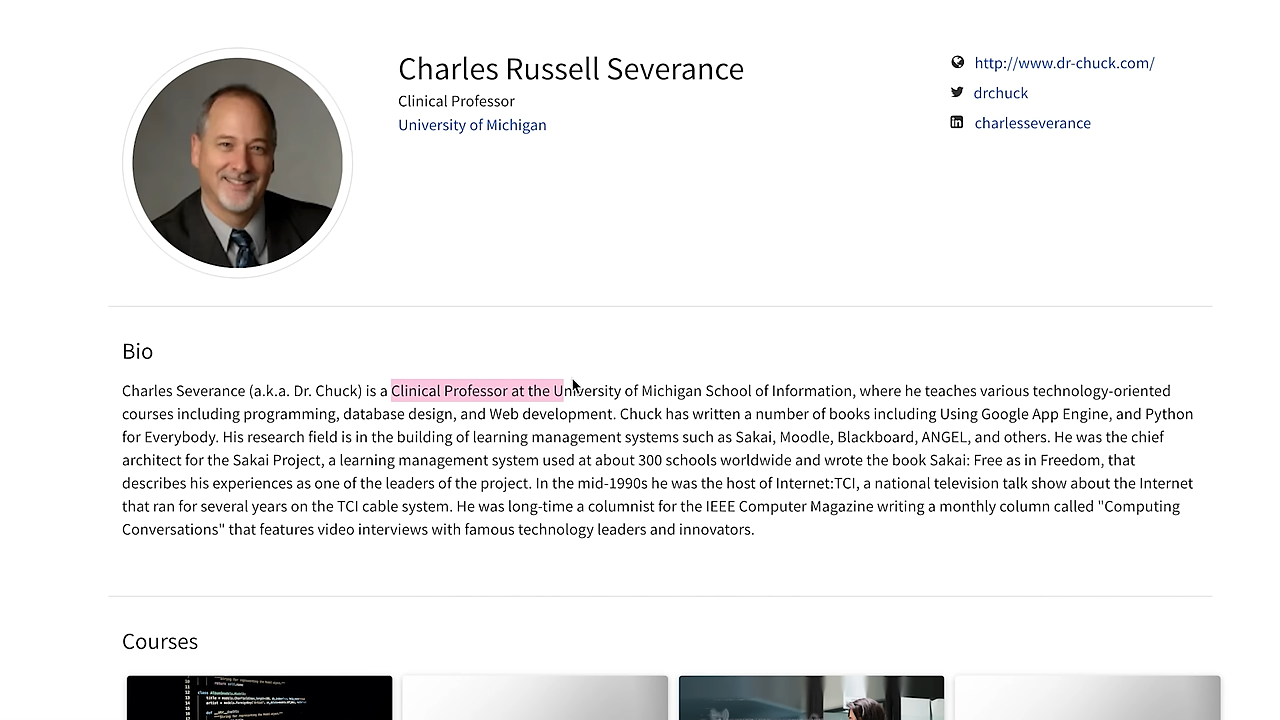 Charles Russell Severance
Clinical Professor
University of Michigan
http://www.dr-chuck.com/
drchuck
charlesseverance
Bio
Charles Severance (a.k.a. Dr. Chuck) is a Clinical Professor at the University of Michigan School of Information, where he teaches various technology-oriented
courses including programming, database design, and Web development. Chuck has written a number of books including Using Google App Engine, and Python
for Everybody. His research field is in the building of learning management systems such as Sakai, Moodle, Blackboard, ANGEL, and others. He was the chief
architect for the Sakai Project, a learning management system used at about 300 schools worldwide and wrote the book Sakai: Free as in Freedom, that
describes his experiences as one of the leaders of the project. In the mid-1990s he was the host of Internet:TCI, a national television talk show about the Internet
that ran for several years on the TCI cable system. He was long-time a columnist for the IEEE Computer Magazine writing a monthly column called "Computing
Conversations" that features video interviews with famous technology leaders and innovators.
Courses